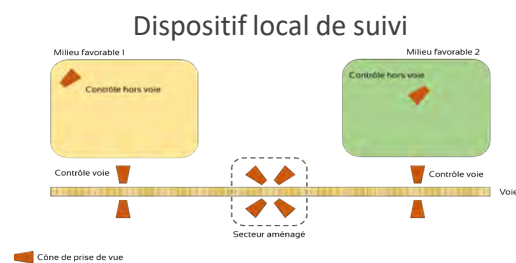 Dispositif local de suivi
Milieu favorable 1
Milieu favorable 2
Contrôle hors voie
Contrôle hors voie
Contrôle voie
Contrôle voie
Voie
Secteur aménagé
Cône de prise de vue